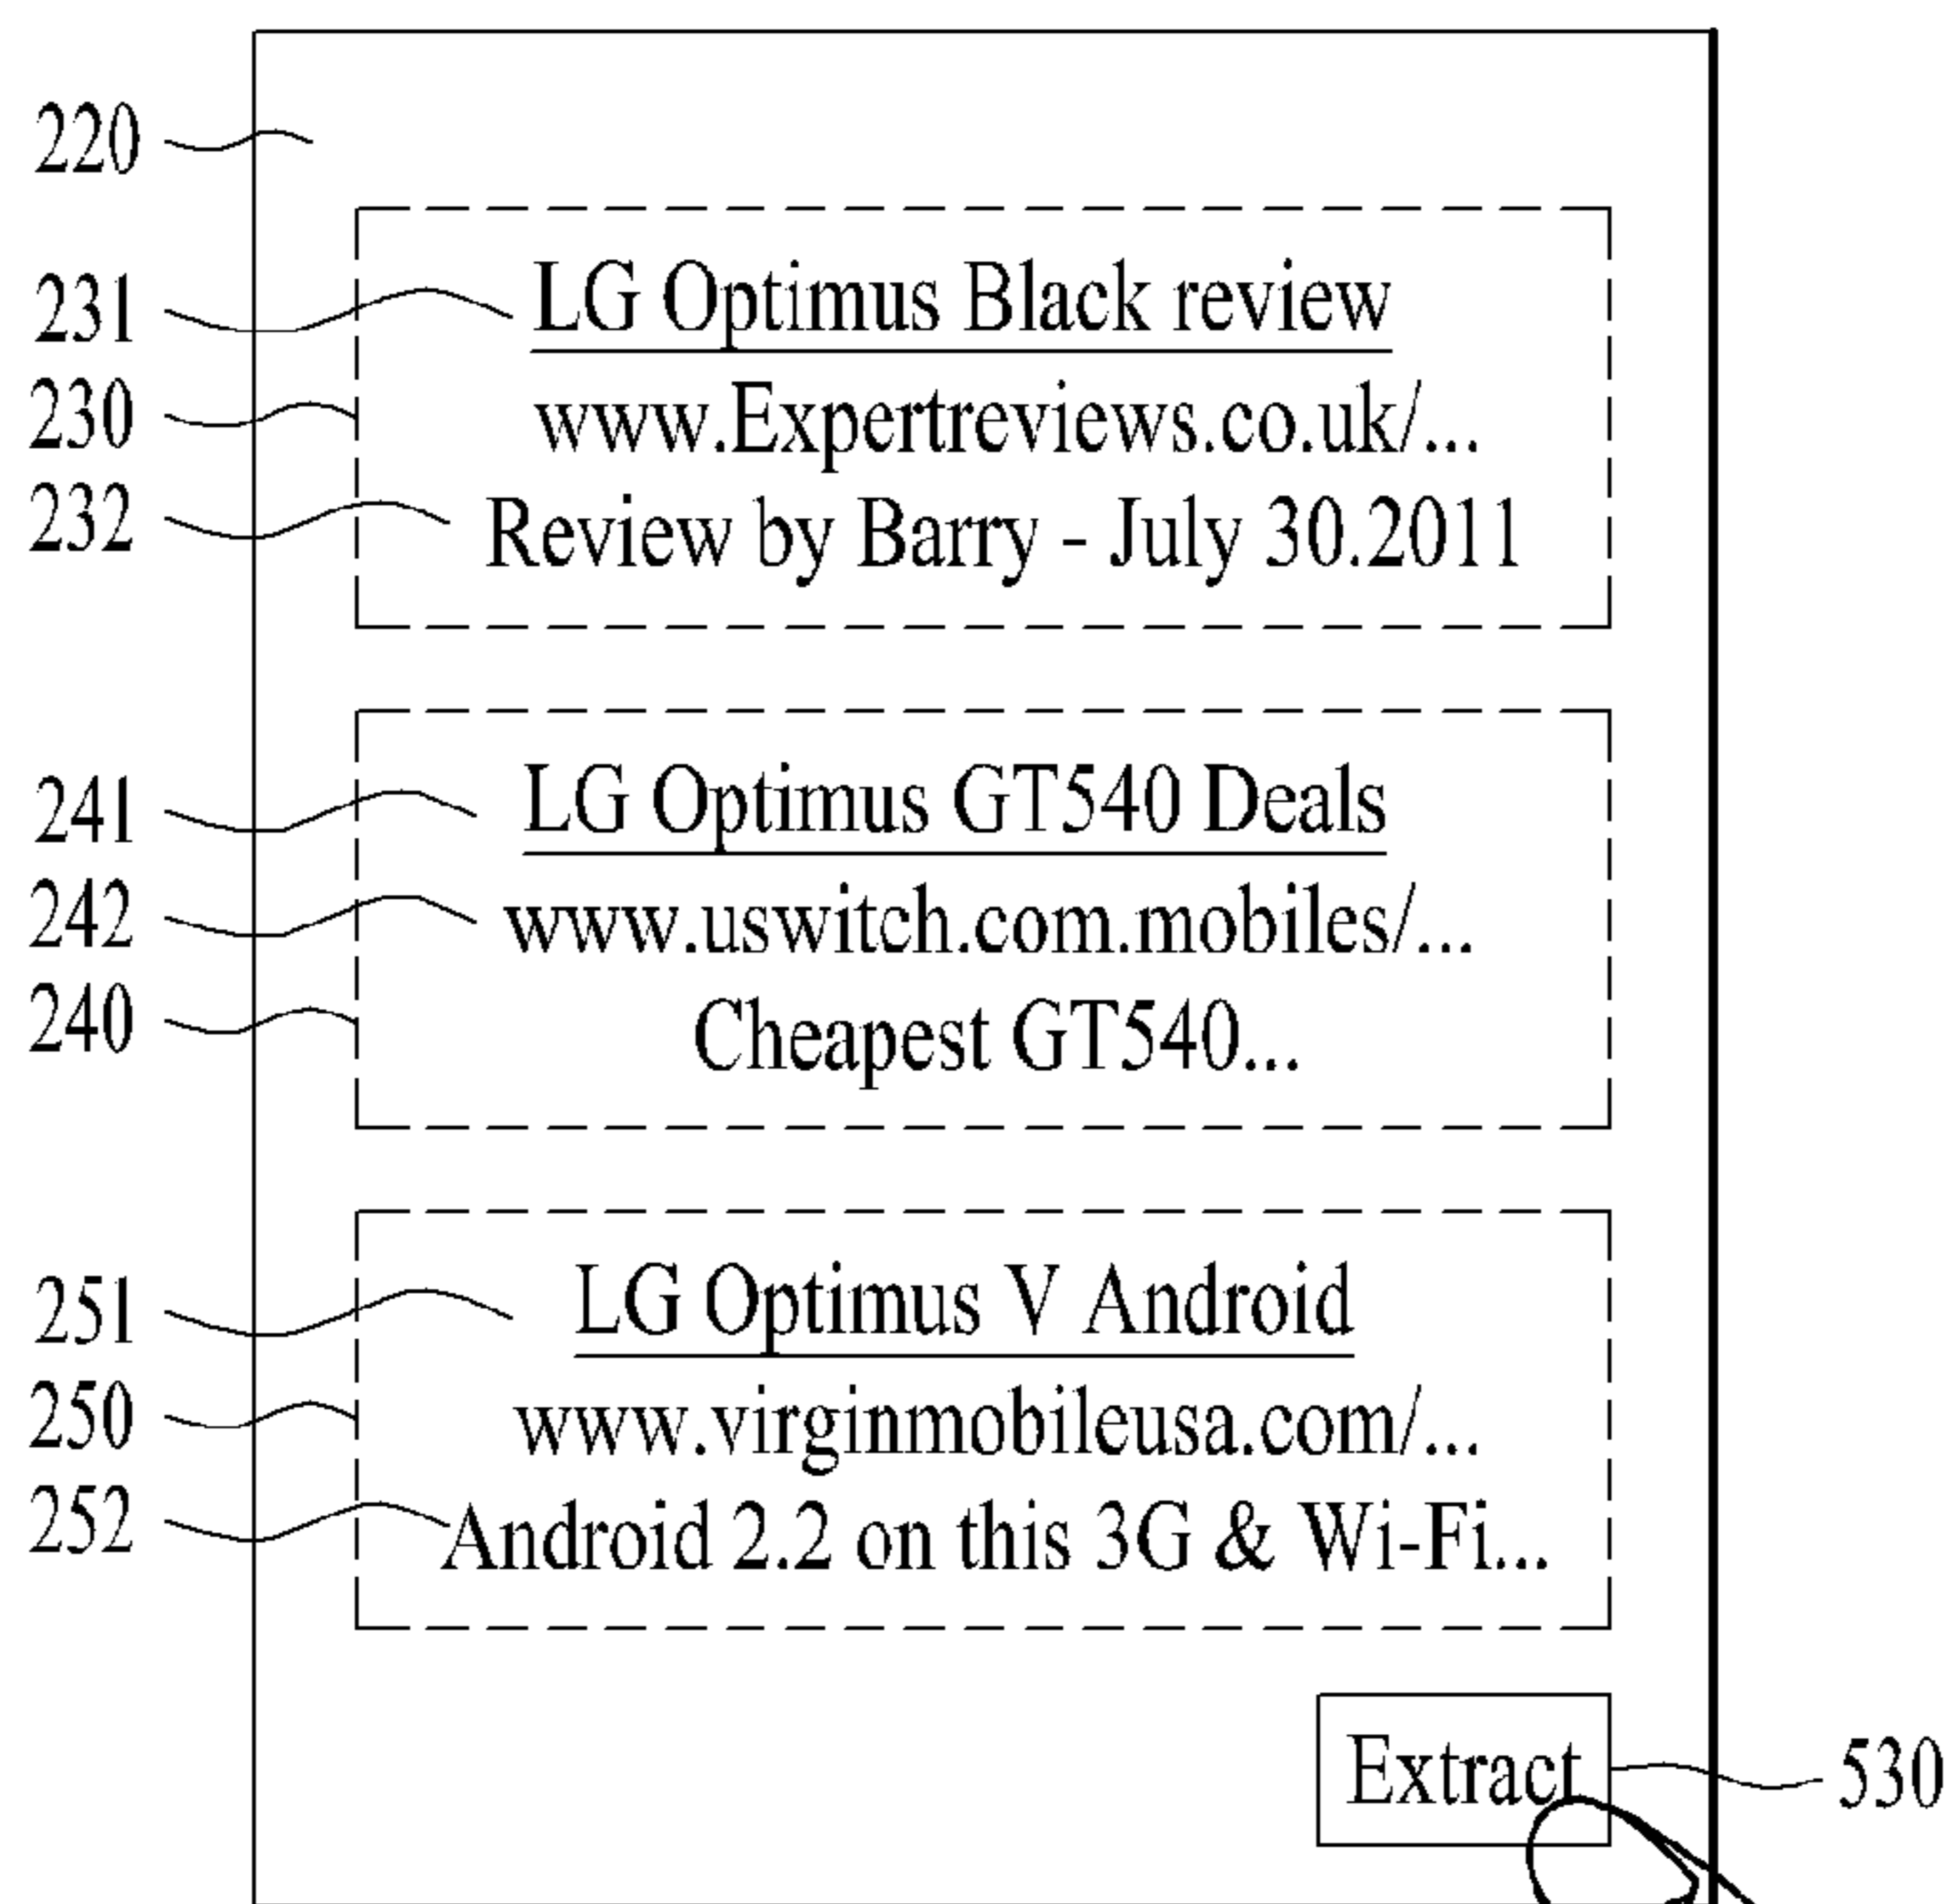 220
231 LG Optimus Black review
230 www.Expertreviews.co.uk/...
232 Review by Barry - July 30.2011
241 LG Optimus GT540 Deals
242 www.uswitch.com.mobiles/...
240 Cheapest GT540...
251 LG Optimus V Android
250 www.virginmobileusa.com/...
252 Android 2.2 on this 3G & Wi-Fi...
Extract 530